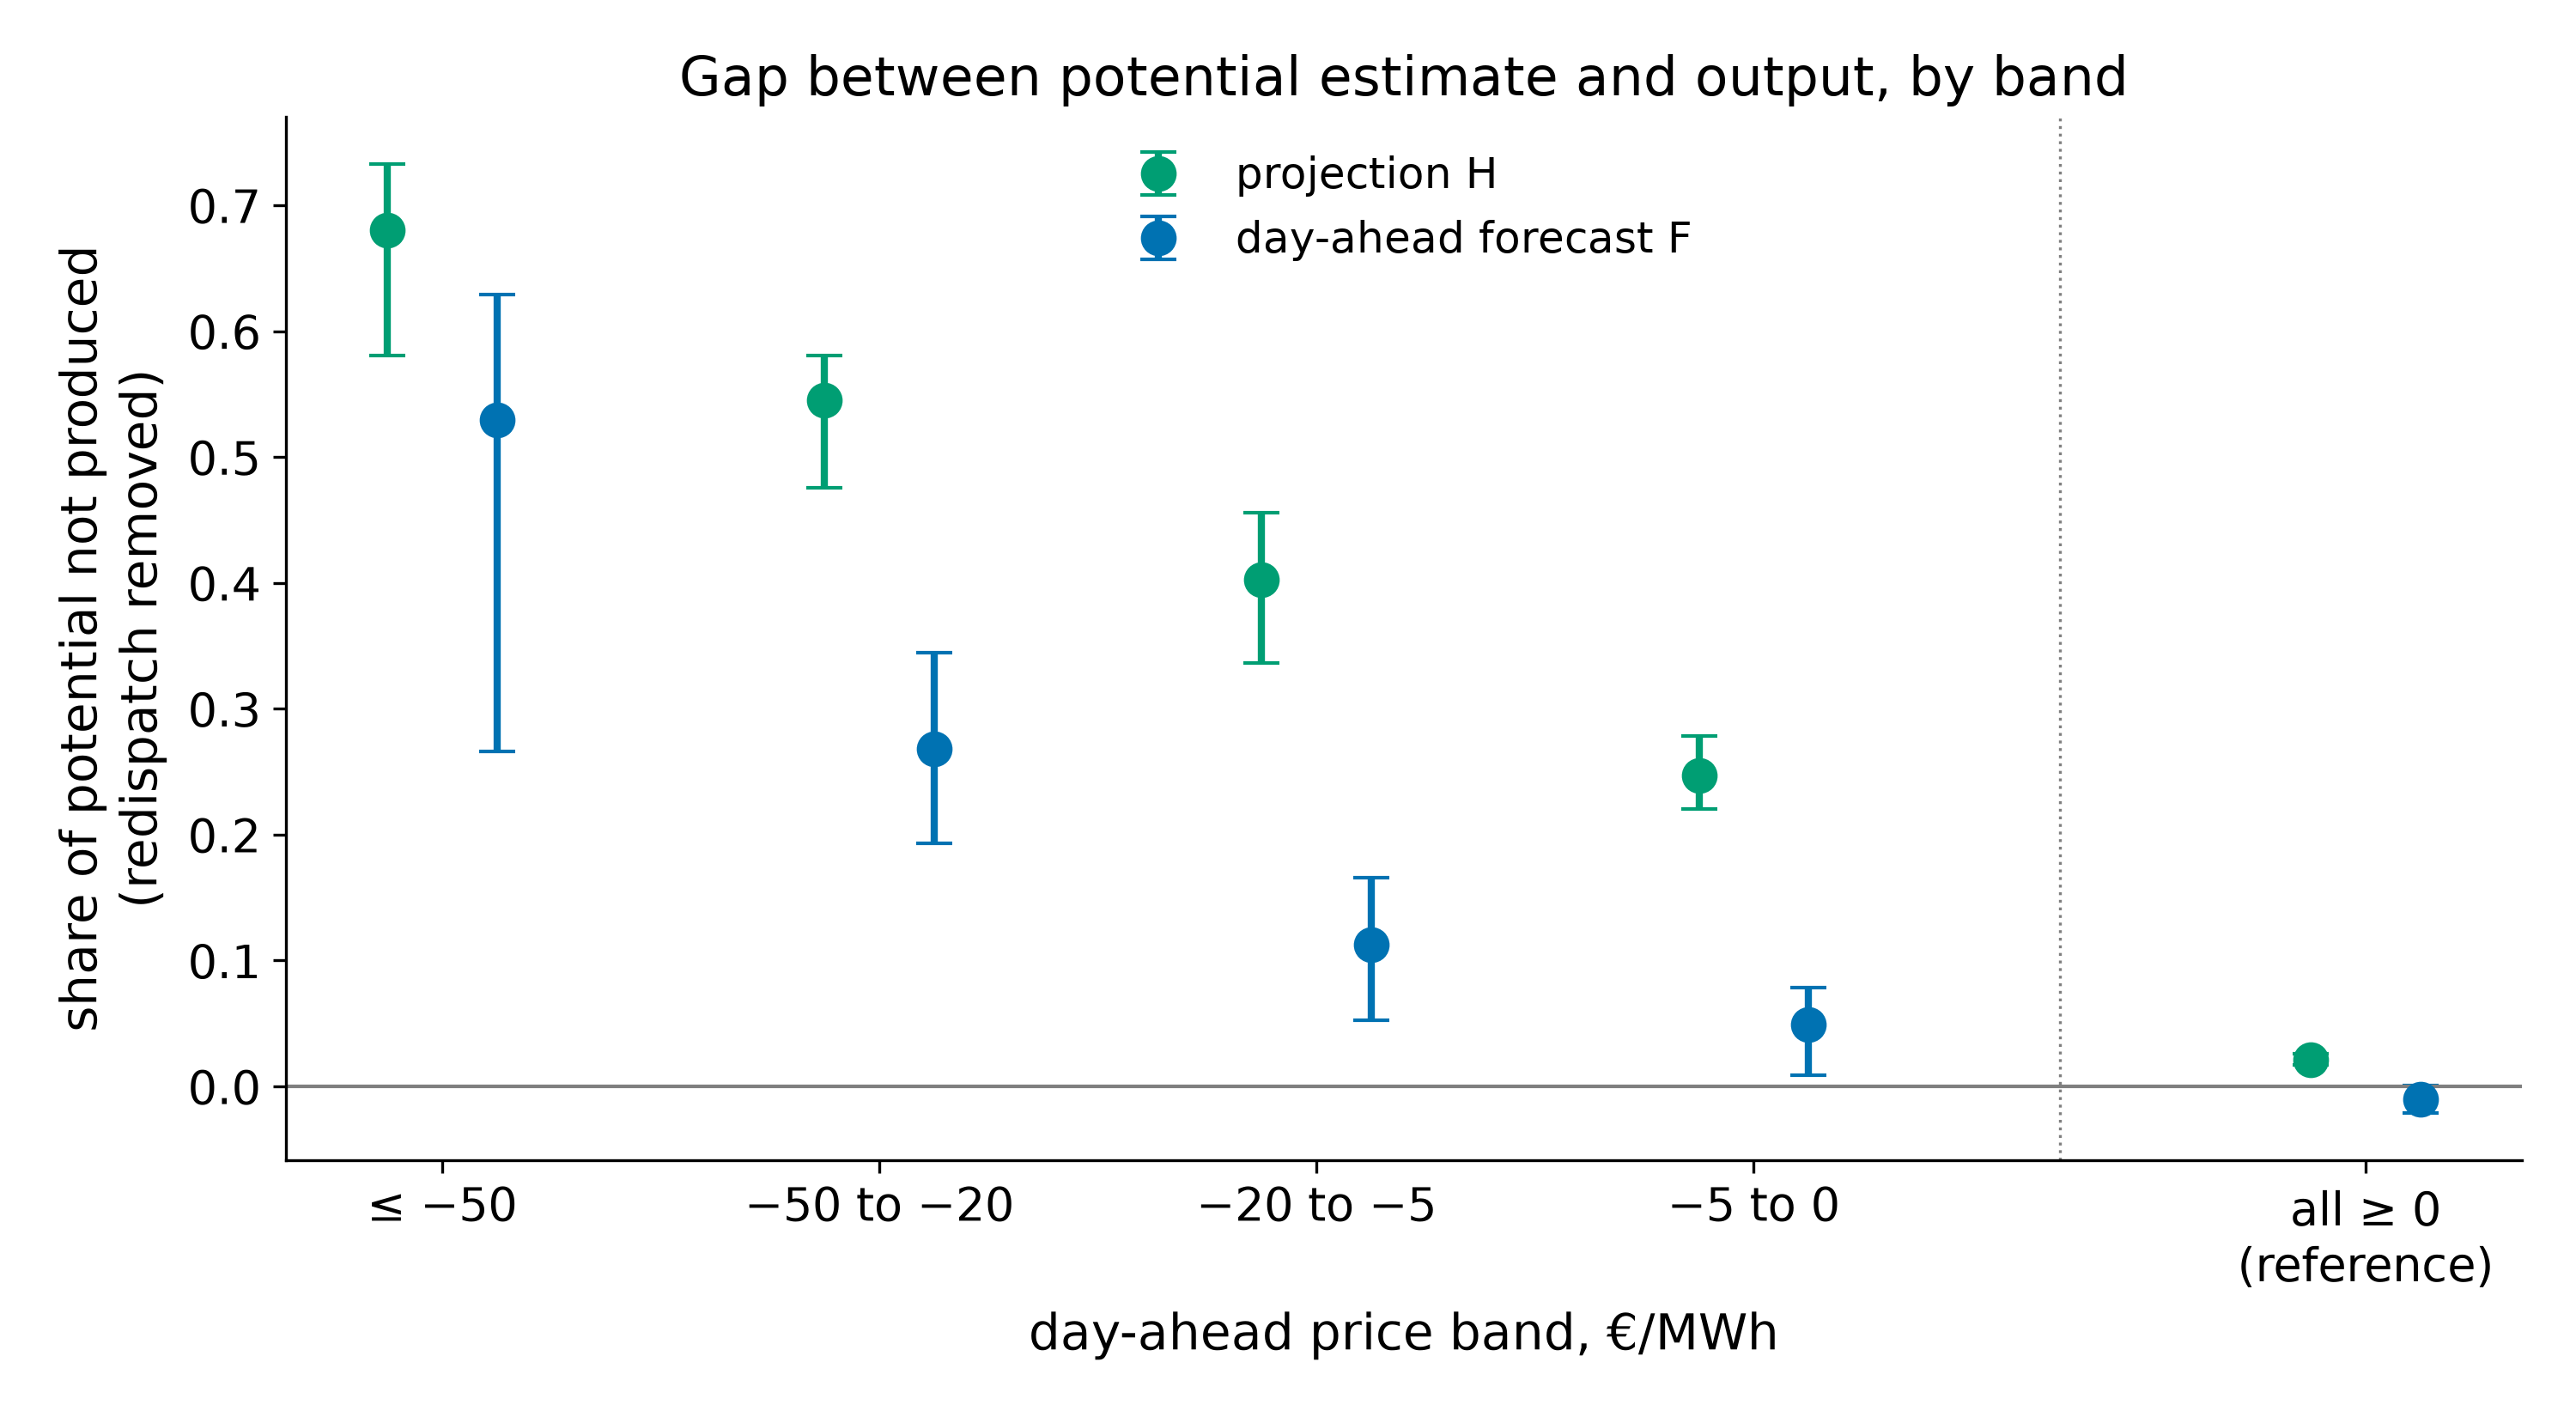 Gap between potential estimate and output, by band
projection H
day-ahead forecast F
share of potential not produced
(redispatch removed)
0.7
0.6
0.5
0.4
0.3
0.2
0.1
0.0
≤ −50
−50 to −20
−20 to −5
−5 to 0
all ≥ 0
(reference)
day-ahead price band, €/MWh